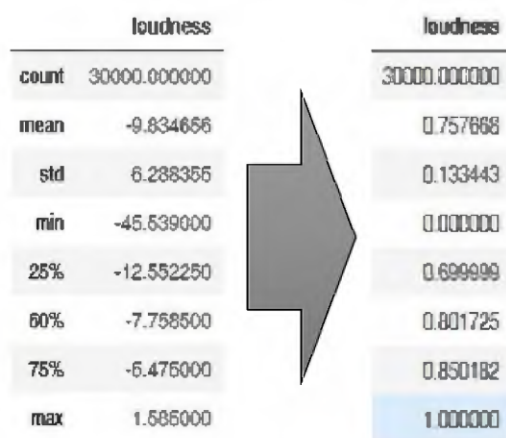 loudness loudness
count 30000.000000 30000.000000
mean -9.834656 0.757668
std 6.288355 0.133443
min -45.539000 0.000000
25% -12.552250 0.699999
50% -7.758500 0.801725
75% -5.475000 0.850182
max 1.585000 1.000000